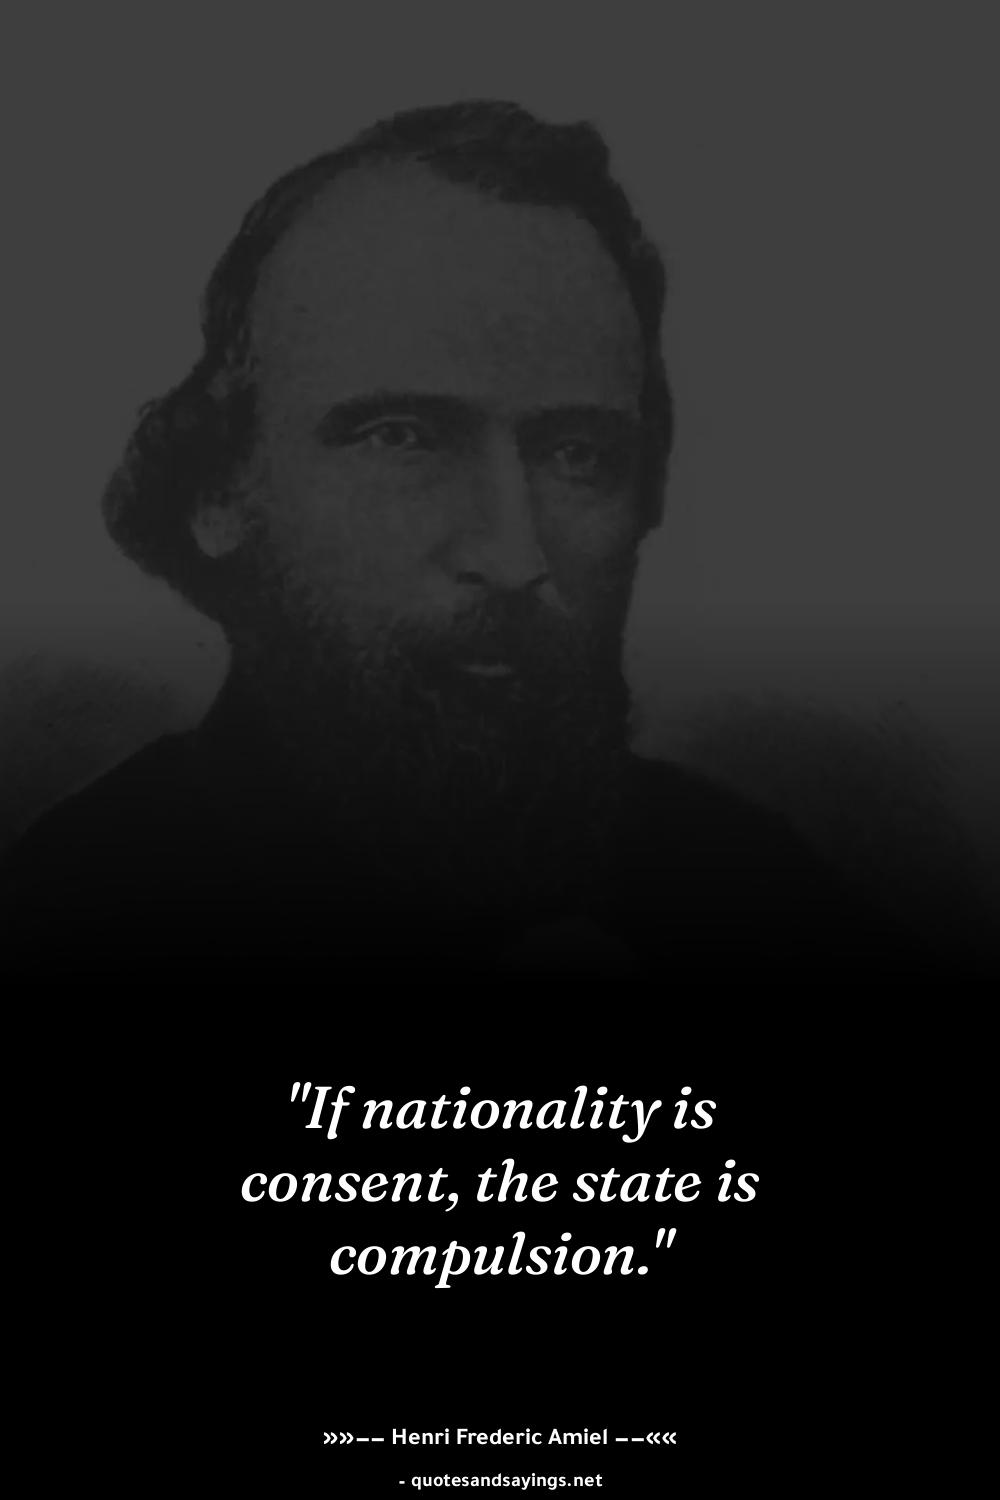 "If nationality is
consent, the state is
compulsion."
»»−− Henri Frederic Amiel −−««
- quotesandsayings.net